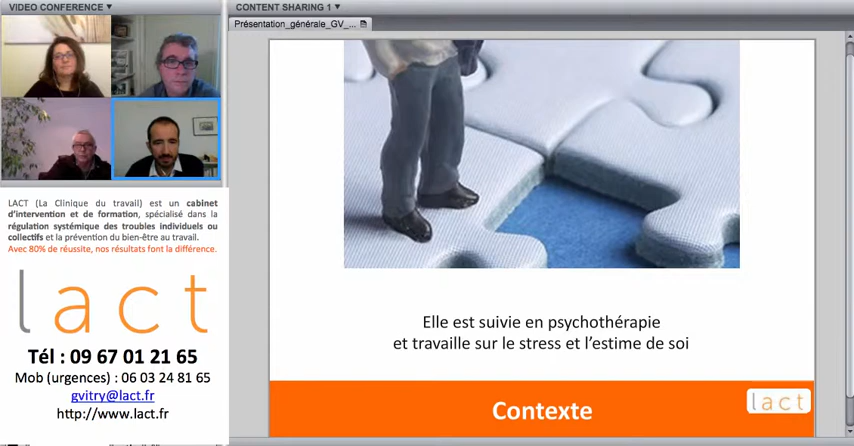 VIDEO CONFERENCE ▼
CONTENT SHARING 1 ▼
Présentation_générale_GV_...
LACT (La Clinique du travail) est un cabinet
d'intervention et de formation, spécialisé dans la
régulation systémique des troubles individuels ou
collectifs et la prévention du bien-être au travail.
Avec 80% de réussite, nos résultats font la différence.
lact
Tél : 09 67 01 21 65
Mob (urgences) : 06 03 24 81 65
gvitry@lact.fr
http://www.lact.fr
Elle est suivie en psychothérapie
et travaille sur le stress et l'estime de soi
Contexte
lact